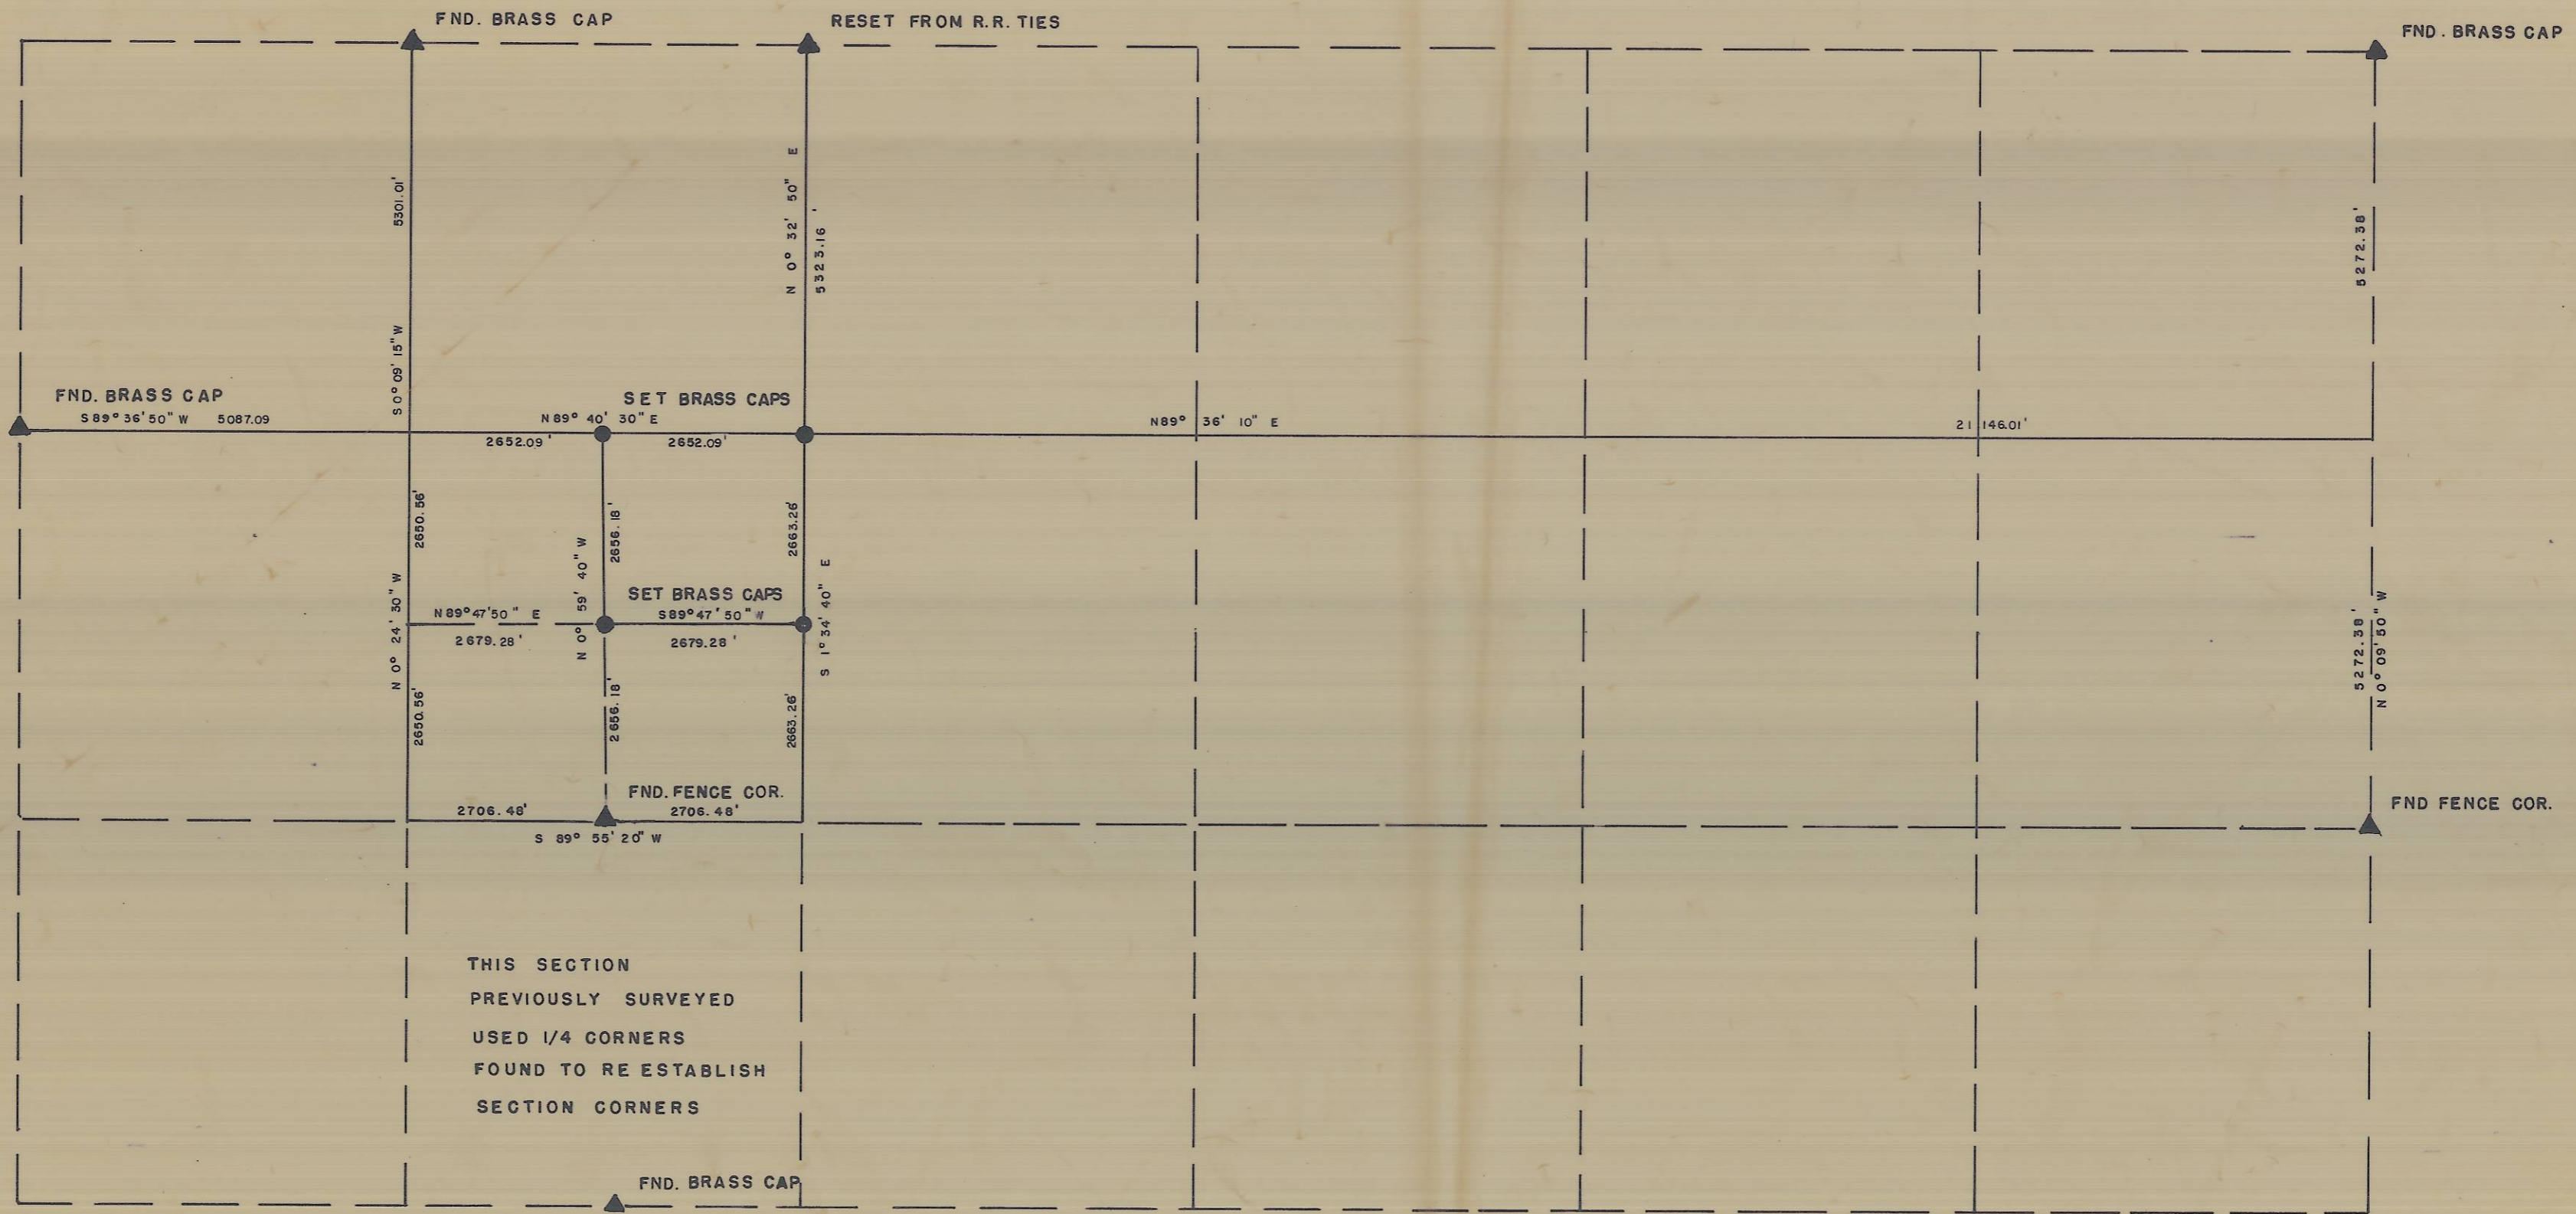 FND. BRASS CAP
RESET FROM R.R. TIES
FND. BRASS CAP
5301.01'
S 0° 09' 15" W
N 0° 32' 50" E
5323.16'
5272.38'
FND. BRASS CAP
S 89° 36' 50" W 5087.09
SET BRASS CAPS
N 89° 40' 30" E
2652.09'
2652.09'
N89° 36' 10" E
21 146.01'
2650.56'
2656.18'
2663.26'
N 0° 24' 30" W
N 0° 59' 40" W
S 1° 34' 40" E
SET BRASS CAPS
N 89° 47' 50" E
S 89° 47' 50" W
2679.28'
2679.28'
5272.38'
N 0° 09' 50" W
2650.56'
2656.18'
2663.26'
FND. FENCE COR.
2706.48'
2706.48'
S 89° 55' 20" W
FND FENCE COR.
THIS SECTION
PREVIOUSLY SURVEYED
USED 1/4 CORNERS
FOUND TO RE ESTABLISH
SECTION CORNERS
FND. BRASS CAP